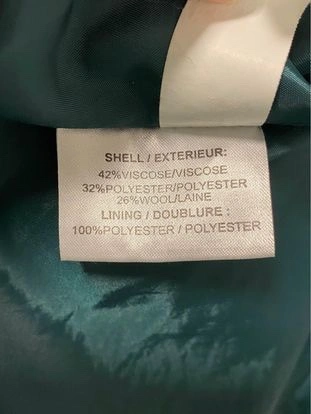 SHELL / EXTERIEUR:
42%VISCOSE/VISCOSE
32%POLYESTER/POLYESTER
26%WOOL/LAINE
LINING / DOUBLURE :
100%POLYESTER / POLYESTER